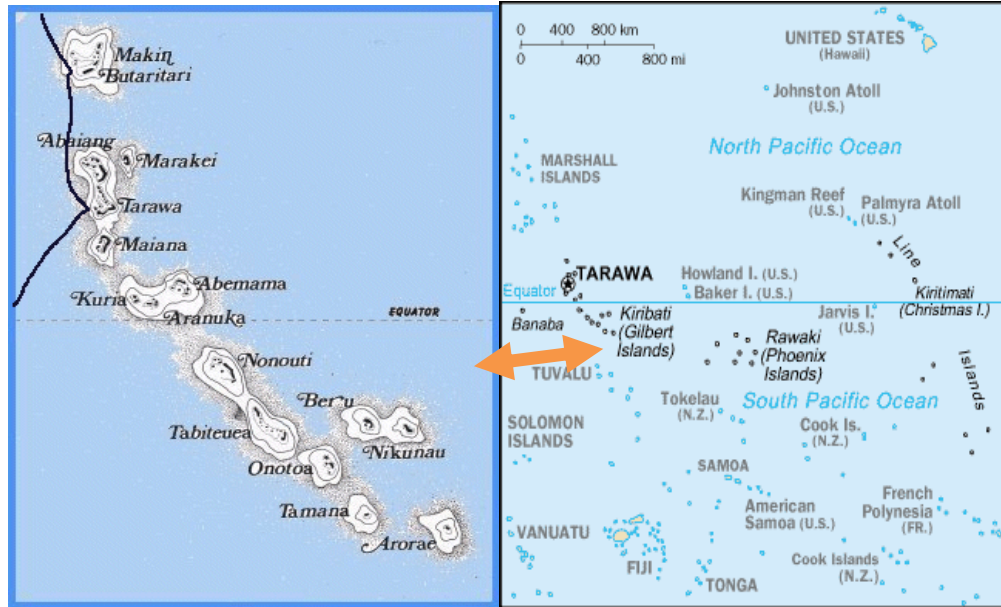 Makin
Butaritari
Abaiang
Marakei
Tarawa
Maiana
Abemama
Kuria
Aranuka
EQUATOR
Nonouti
Beru
Tabiteuea
Nikunau
Onotoa
Tamana
Arorae
0 400 800 km
0 400 800 mi
UNITED STATES
(Hawaii)
Johnston Atoll
(U.S.)
North Pacific Ocean
MARSHALL
ISLANDS
Kingman Reef
(U.S.)
Palmyra Atoll
(U.S.)
Line
TARAWA
Howland I. (U.S.)
Equator
Baker I. (U.S.)
Kiritimati
(Christmas I.)
Banaba
Kiribati
(Gilbert
Islands)
Jarvis I.
(U.S.)
Rawaki
(Phoenix
Islands)
Islands
TUVALU
Tokelau
(N.Z.)
South Pacific Ocean
SOLOMON
ISLANDS
Cook Is.
(N.Z.)
SAMOA
American
Samoa (U.S.)
French
Polynesia
(FR.)
VANUATU
FIJI
TONGA
Cook Islands
(N.Z.)